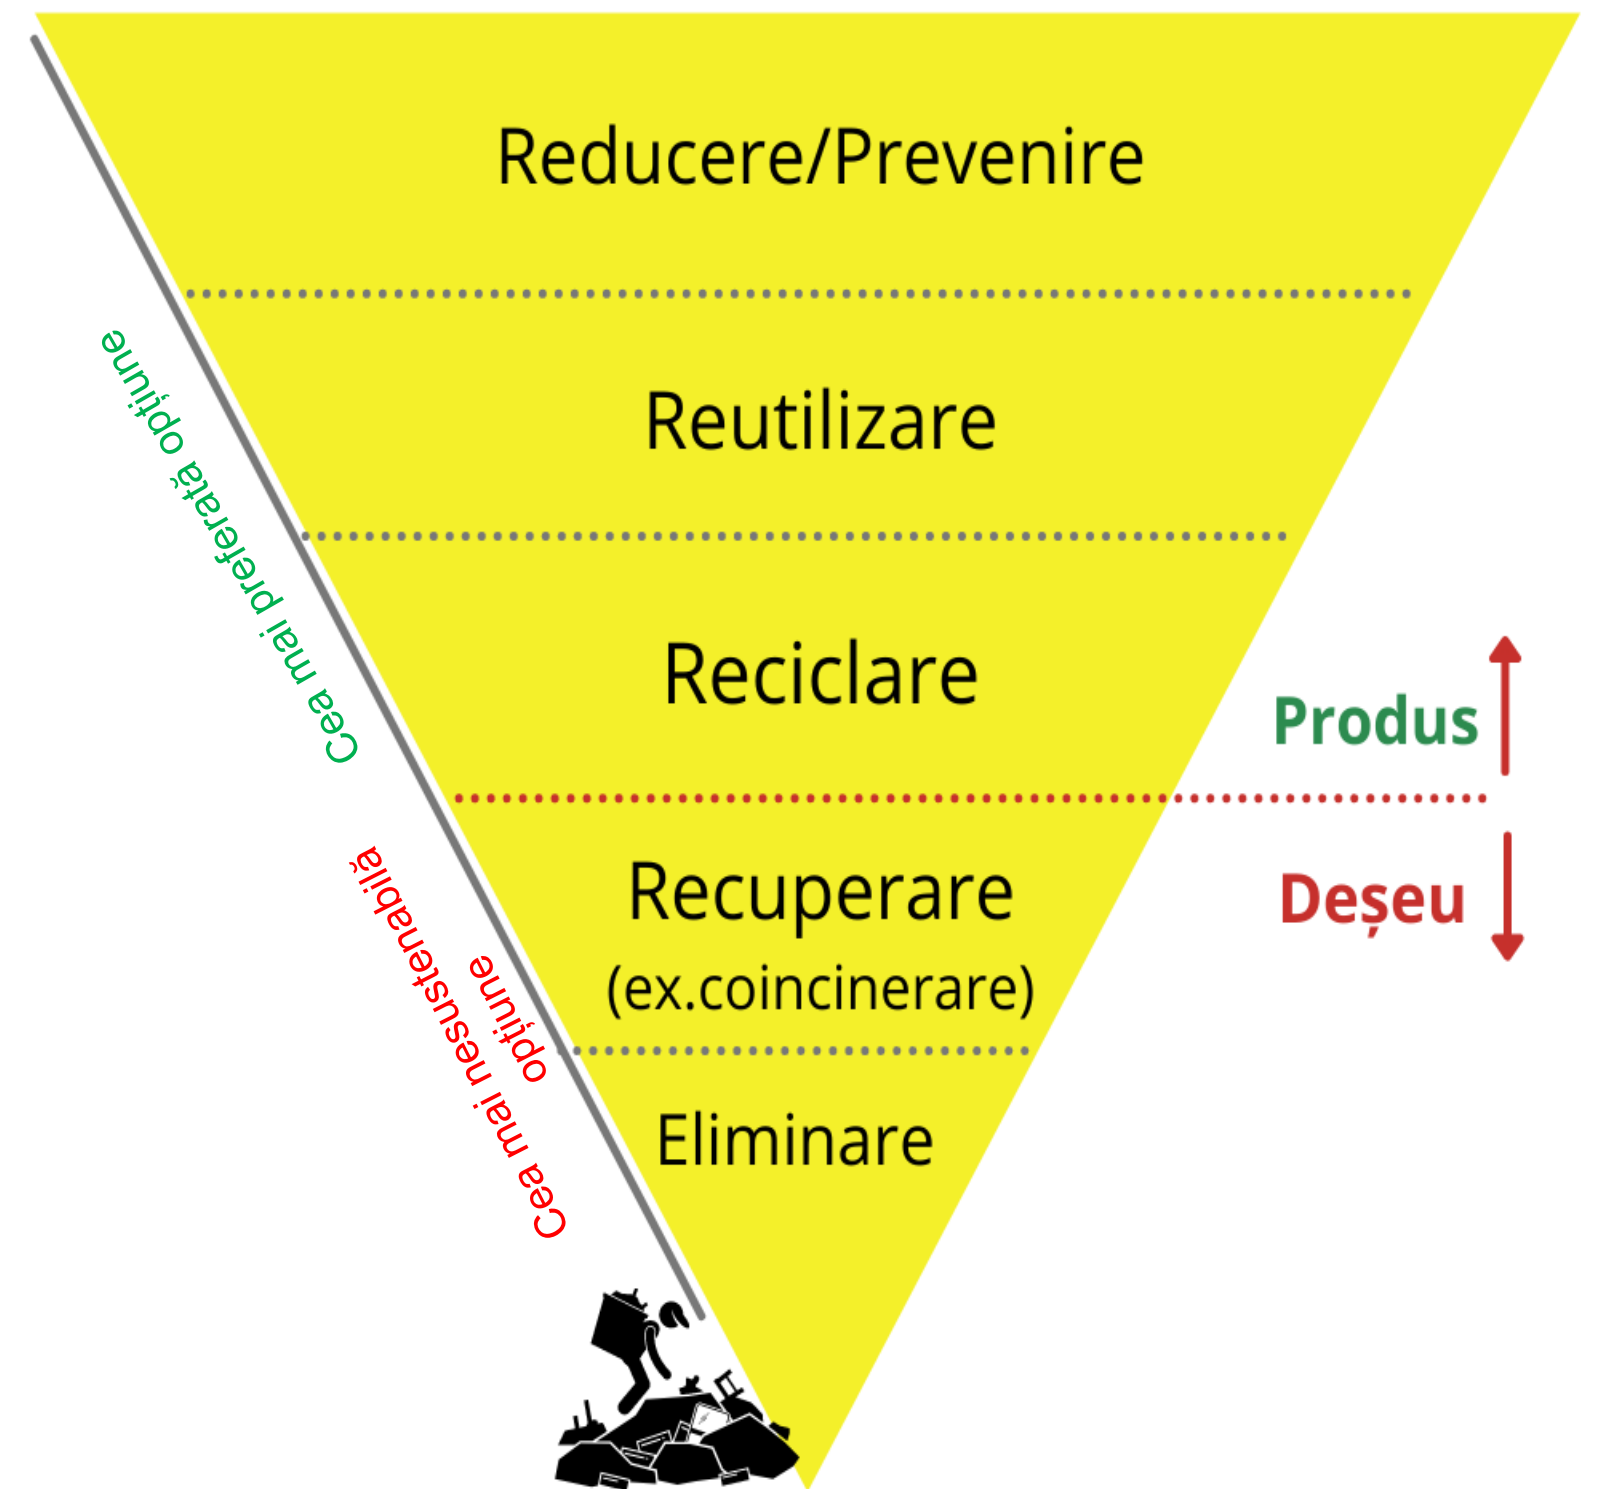 Reducere/Prevenire
Reutilizare
Reciclare
Recuperare
(ex.coincinerare)
Eliminare
Cea mai preferată opțiune
Cea mai nesustenabilă
opțiune
Produs
Deșeu